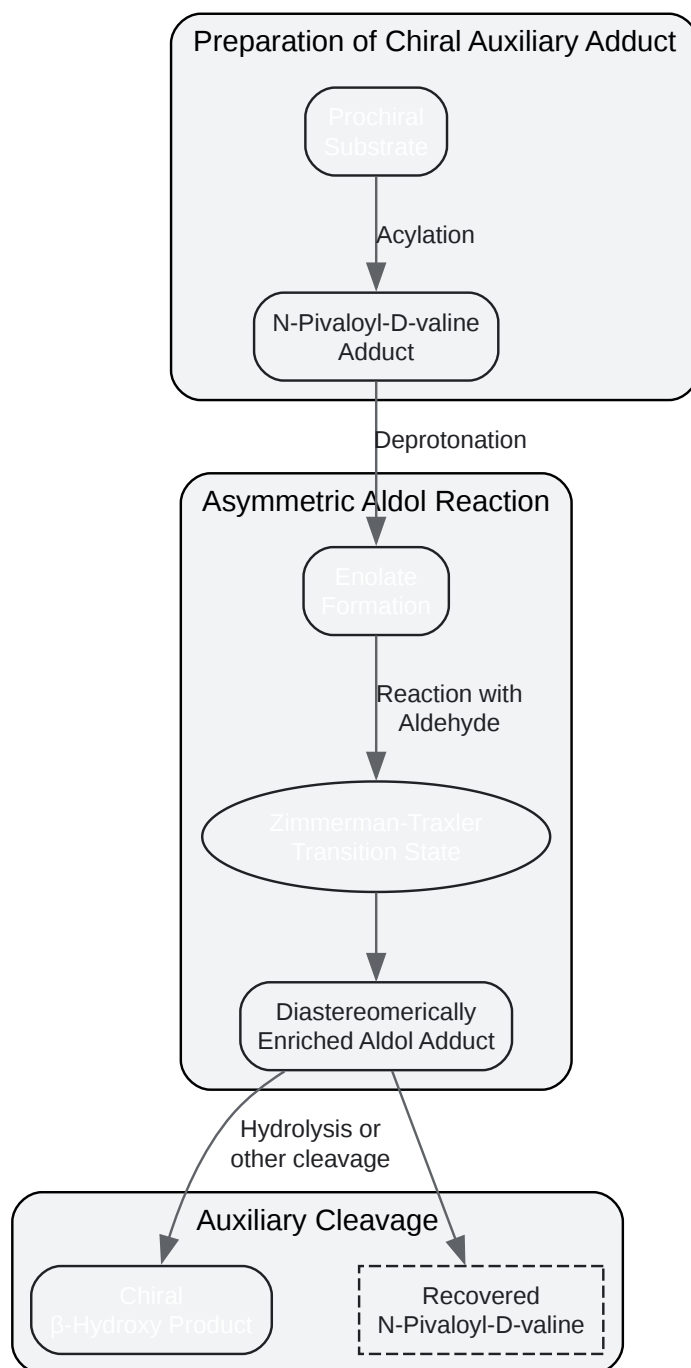 Preparation of Chiral Auxiliary Adduct
Prochiral
Substrate
Acylation
N-Pivaloyl-D-valine
Adduct
Deprotonation
Asymmetric Aldol Reaction
Enolate
Formation
Reaction with
Aldehyde
Zimmerman-Traxler
Transition State
Diastereomerically
Enriched Aldol Adduct
Hydrolysis or
other cleavage
Auxiliary Cleavage
Chiral
β-Hydroxy Product
Recovered
N-Pivaloyl-D-valine